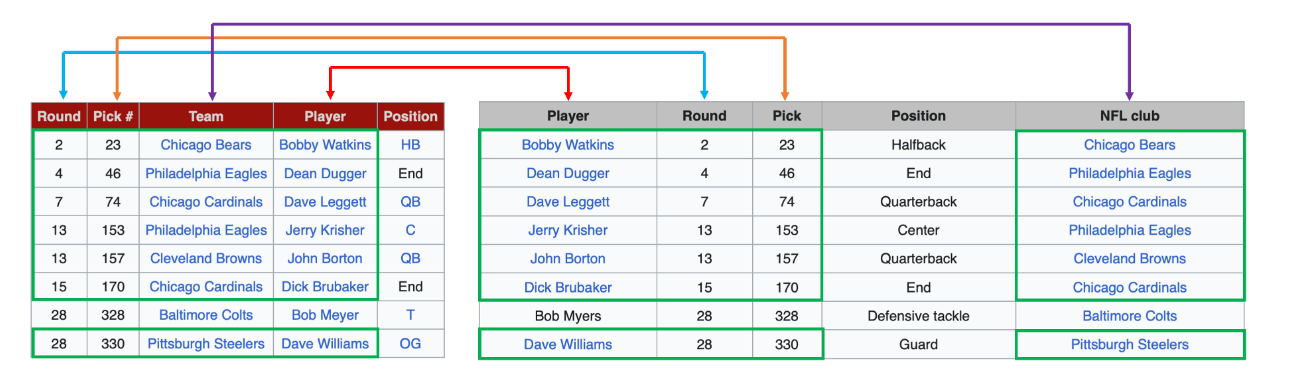 Round Pick # Team Player Position
2 23 Chicago Bears Bobby Watkins HB
4 46 Philadelphia Eagles Dean Dugger End
7 74 Chicago Cardinals Dave Leggett QB
13 153 Philadelphia Eagles Jerry Krisher C
13 157 Cleveland Browns John Borton QB
15 170 Chicago Cardinals Dick Brubaker End
28 328 Baltimore Colts Bob Meyer T
28 330 Pittsburgh Steelers Dave Williams OG
Player Round Pick Position NFL club
Bobby Watkins 2 23 Halfback Chicago Bears
Dean Dugger 4 46 End Philadelphia Eagles
Dave Leggett 7 74 Quarterback Chicago Cardinals
Jerry Krisher 13 153 Center Philadelphia Eagles
John Borton 13 157 Quarterback Cleveland Browns
Dick Brubaker 15 170 End Chicago Cardinals
Bob Myers 28 328 Defensive tackle Baltimore Colts
Dave Williams 28 330 Guard Pittsburgh Steelers